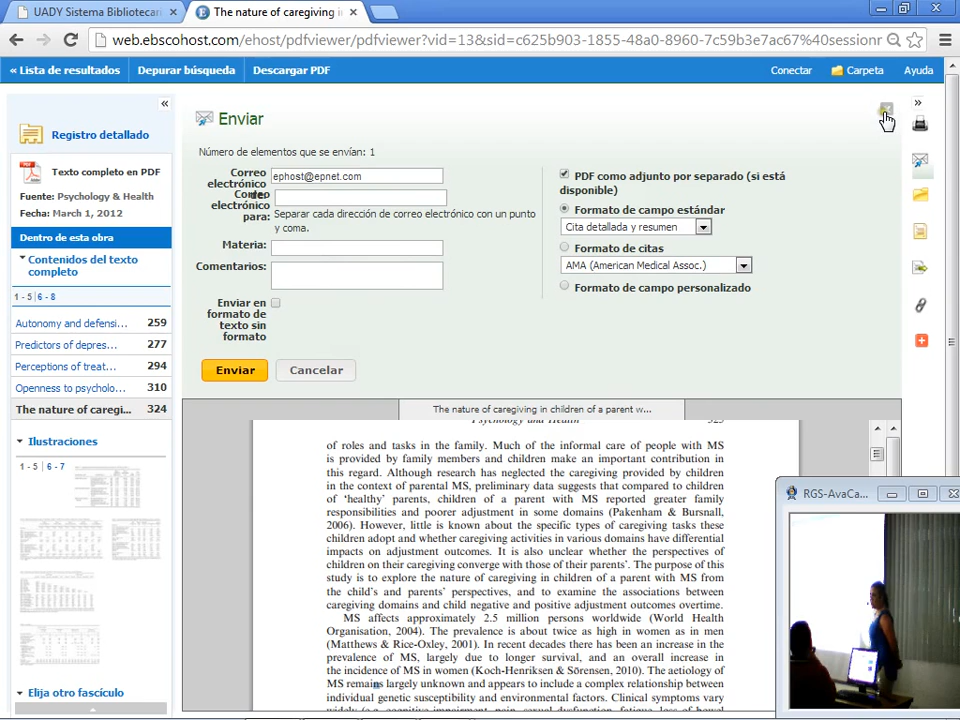 UADY Sistema Bibliotecari
The nature of caregiving in
web.ebscohost.com/ehost/pdfviewer/pdfviewer?vid=13&sid=c625b903-1855-48a0-8960-7c59b3e7ac67%40sessionr
« Lista de resultados
Depurar búsqueda
Descargar PDF
Conectar
Carpeta
Ayuda
«
Registro detallado
Texto completo en PDF
Fuente: Psychology & Health
Fecha: March 1, 2012
Dentro de esta obra
Contenidos del texto
completo
1 - 5 | 6 - 8
Autonomy and defensi... 259
Predictors of depres... 277
Perceptions of treat... 294
Openness to psycholo... 310
The nature of caregi... 324
Ilustraciones
1 - 5 | 6 - 7
Elija otro fascículo
Enviar
»
Número de elementos que se envían: 1
Correo
electrónico
de:
ephost@epnet.com
Correo
electrónico
para:
Separar cada dirección de correo electrónico con un punto
y coma.
Materia:
Comentarios:
Enviar en
formato de
texto sin
formato
PDF como adjunto por separado (si está
disponible)
Formato de campo estándar
Cita detallada y resumen
Formato de citas
AMA (American Medical Assoc.)
Formato de campo personalizado
Enviar
Cancelar
The nature of caregiving in children of a parent w...
Psychology and Health 325
of roles and tasks in the family. Much of the informal care of people with MS
is provided by family members and children make an important contribution in
this regard. Although research has neglected the caregiving provided by children
in the context of parental MS, preliminary data suggests that compared to children
of ‘healthy’ parents, children of a parent with MS reported greater family
responsibilities and poorer adjustment in some domains (Pakenham & Bursnall,
2006). However, little is known about the specific types of caregiving tasks these
children adopt and whether caregiving activities in various domains have differential
impacts on adjustment outcomes. It is also unclear whether the perspectives of
children on their caregiving converge with those of their parents’. The purpose of this
study is to explore the nature of caregiving in children of a parent with MS from
the child’s and parents’ perspectives, and to examine the associations between
caregiving domains and child negative and positive adjustment outcomes overtime.
MS affects approximately 2.5 million persons worldwide (World Health
Organisation, 2004). The prevalence is about twice as high in women as in men
(Matthews & Rice-Oxley, 2001). In recent decades there has been an increase in the
prevalence of MS, largely due to longer survival, and an overall increase in
the incidence of MS in women (Koch-Henriksen & Sörensen, 2010). The aetiology of
MS remains largely unknown and appears to include a complex relationship between
individual genetic susceptibility and environmental factors. Clinical symptoms vary
widely (e.g. cognitive impairment, pain, sexual dysfunction, fatigue, loss of bowel
RGS-AvaCa...